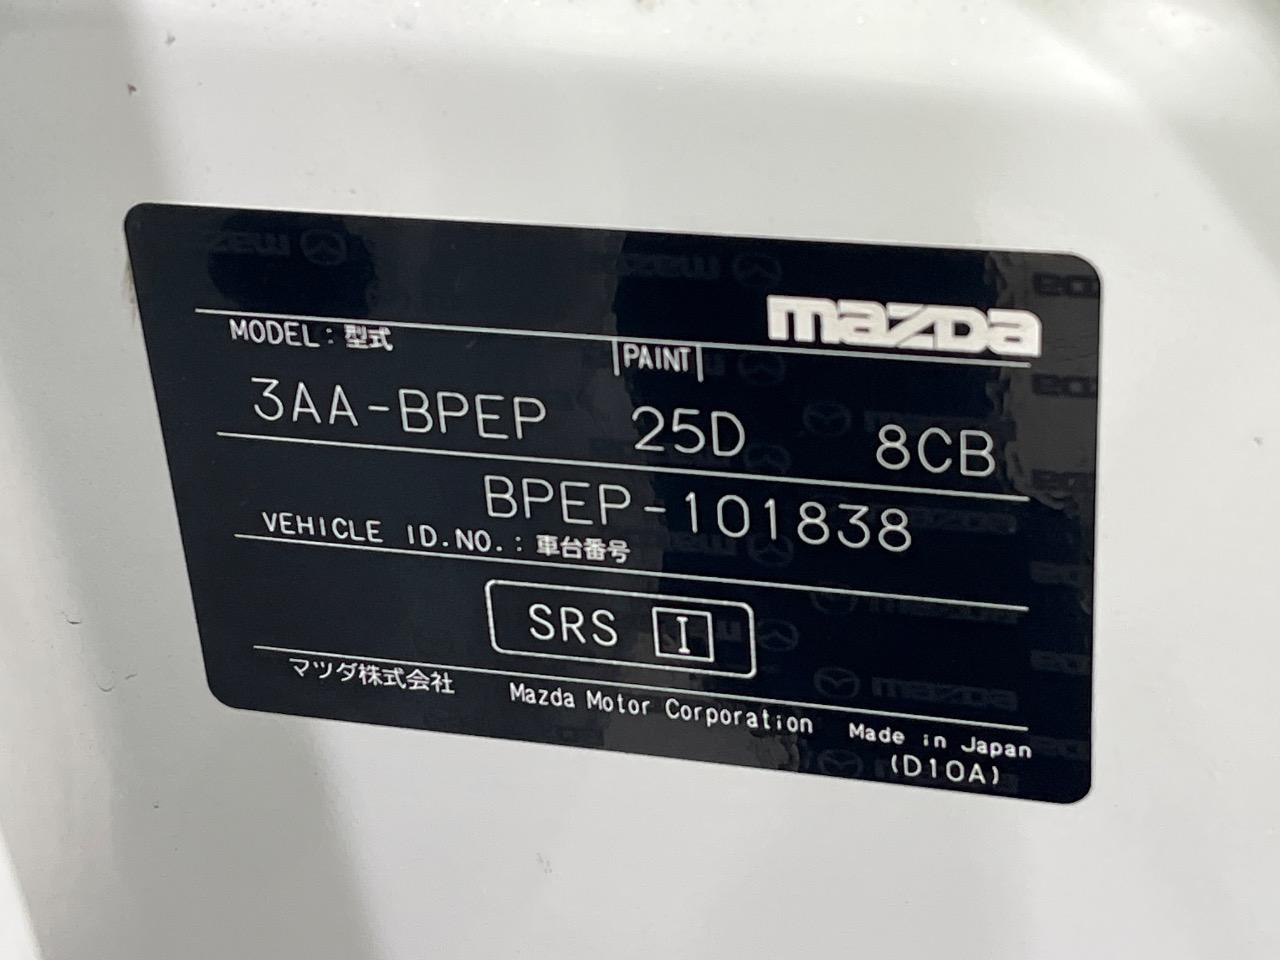 mazda
MODEL : 型式 PAINT
3AA-BPEP 25D 8CB
BPEP-101838
VEHICLE ID.NO. : 車台番号
SRS I
マツダ株式会社 Mazda Motor Corporation Made in Japan
(D10A)